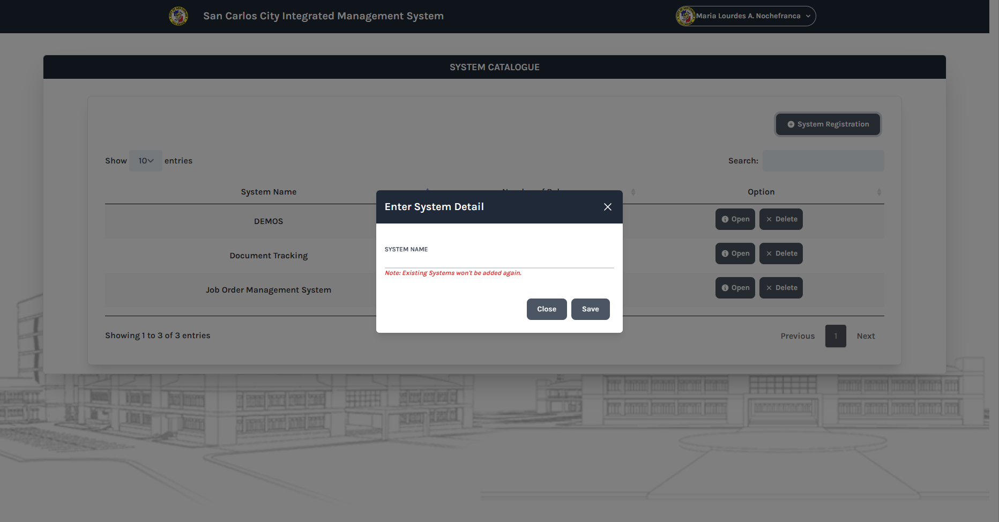 San Carlos City Integrated Management System
Maria Lourdes A. Nochefranca
SYSTEM CATALOGUE
System Registration
Show 10 entries
Search:
System Name
Option
DEMOS
Open Delete
Document Tracking
Open Delete
Job Order Management System
Open Delete
Enter System Detail
SYSTEM NAME
Note: Existing Systems won't be added again.
Close Save
Showing 1 to 3 of 3 entries
Previous 1 Next